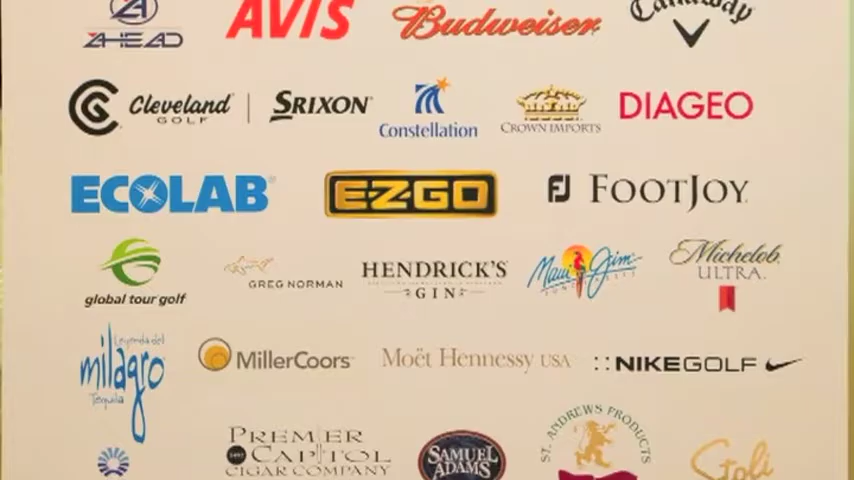 AHEAD
AVIS
Budweiser
Callaway
Cleveland GOLF
SRIXON
Constellation
CROWN IMPORTS
DIAGEO
ECOLAB
E-Z-GO
FJ FOOTJOY
global tour golf
GREG NORMAN
HENDRICK'S
GIN
Maui Jim
SUNGLASSES
Michelob
ULTRA
Leyenda del
milagro
Tequila
MillerCoors
Moët Hennessy USA
NIKEGOLF
PREMIER
CAPITOL
CIGAR COMPANY
SAMUEL
ADAMS
ST. ANDREWS PRODUCTS
Stoli